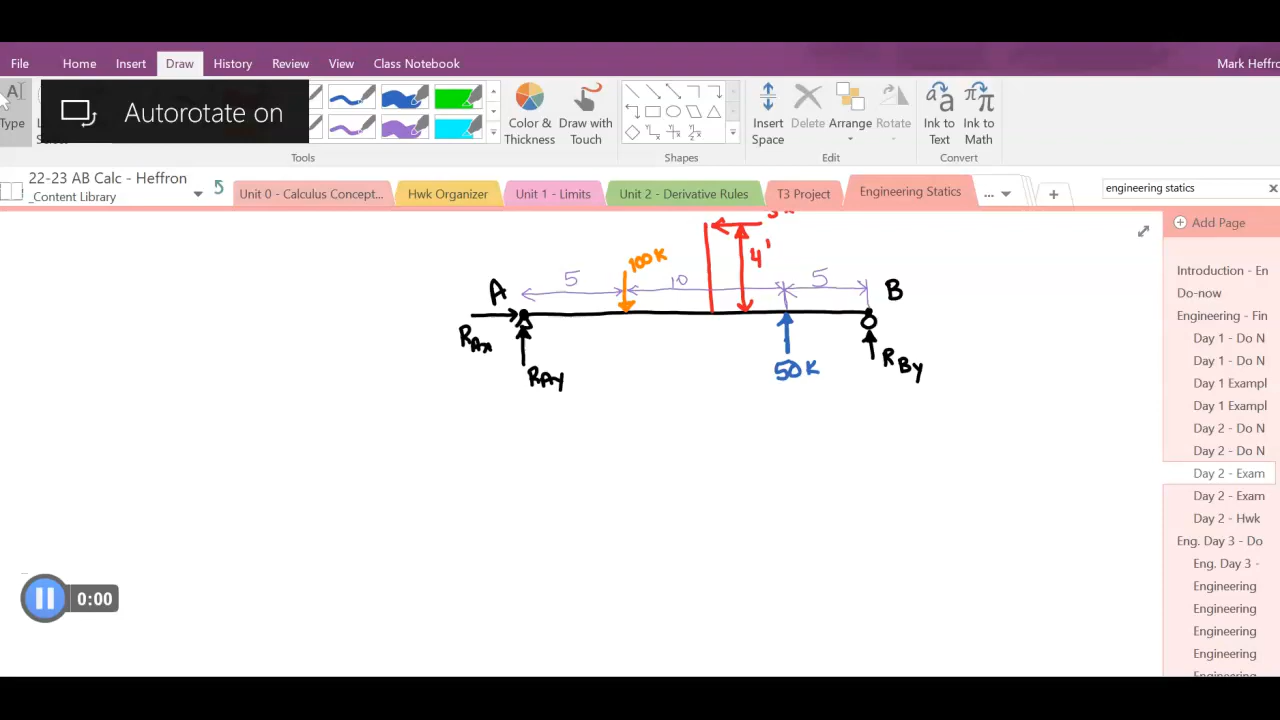 File Home Insert Draw History Review View Class Notebook Mark Heffro
Autorotate on
Type
Color & Thickness
Draw with Touch
Insert Space
Delete
Arrange
Rotate
Ink to Text
Ink to Math
Tools Shapes Edit Convert
22-23 AB Calc - Heffron
_Content Library
Unit 0 - Calculus Concept... Hwk Organizer Unit 1 - Limits Unit 2 - Derivative Rules T3 Project Engineering Statics ... engineering statics
Add Page
Introduction - En
Do-now
Engineering - Fin
Day 1 - Do N
Day 1 - Do N
Day 1 Exampl
Day 1 Exampl
Day 2 - Do N
Day 2 - Do N
Day 2 - Exam
Day 2 - Exam
Day 2 - Hwk
Eng. Day 3 - Do
Eng. Day 3 -
Engineering
Engineering
Engineering
Engineering
4'
100K
5 10 5
A B
RAx
RAy
50K
RBy
0:00